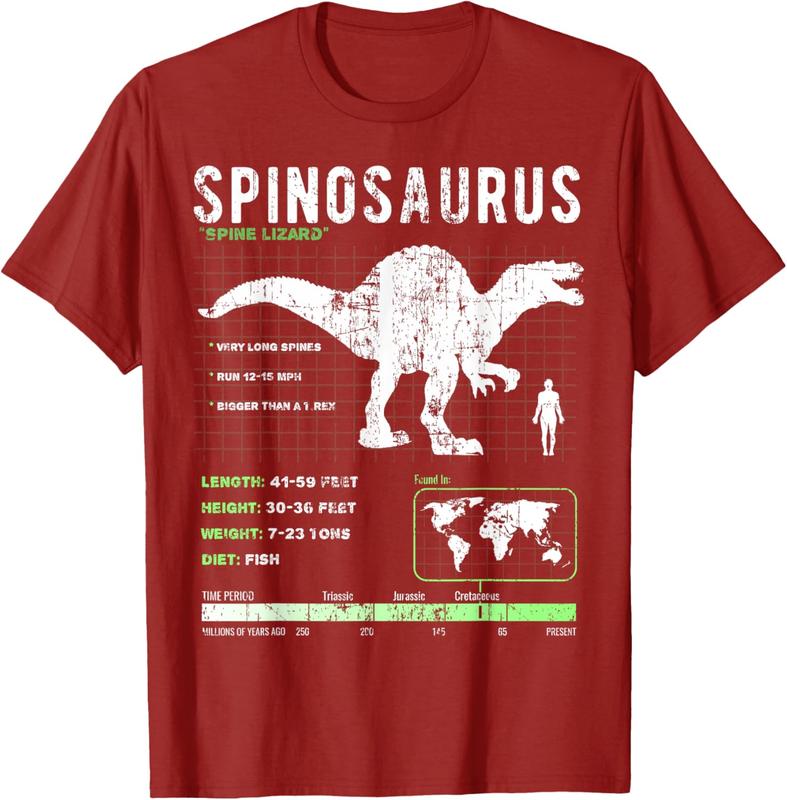 SPINOSAURUS
"SPINE LIZARD"
* VERY LONG SPINES
* RUN 12-15 MPH
* BIGGER THAN A T.REX
LENGTH: 41-59 FEET
HEIGHT: 30-36 FEET
WEIGHT: 7-23 TONS
DIET: FISH
Found In:
TIME PERIOD Triassic Jurassic Cretaceous
MILLIONS OF YEARS AGO 250 200 145 65 PRESENT